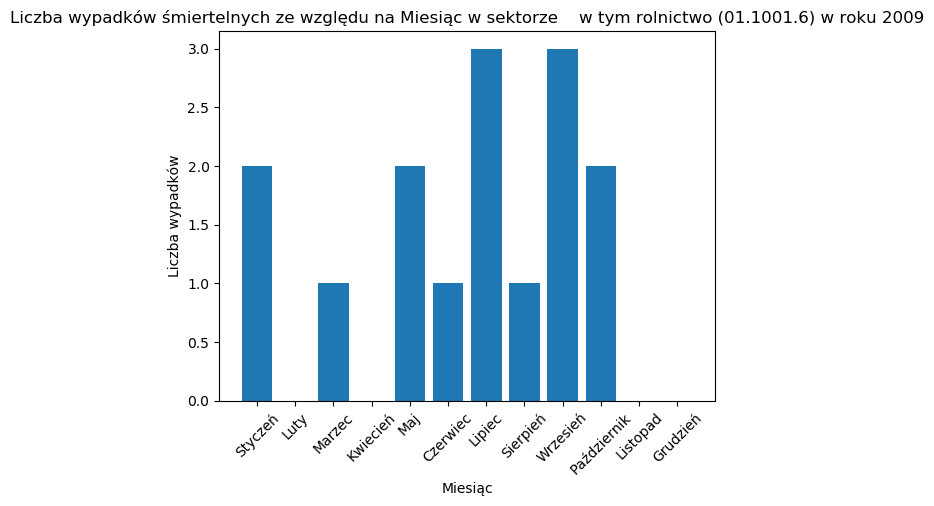 Liczba wypadków śmiertelnych ze względu na Miesiąc w sektorze    w tym rolnictwo (01.1001.6) w roku 2009
Liczba wypadków
3.0
2.5
2.0
1.5
1.0
0.5
0.0
Styczeń
Luty
Marzec
Kwiecień
Maj
Czerwiec
Lipiec
Sierpień
Wrzesień
Październik
Listopad
Grudzień
Miesiąc